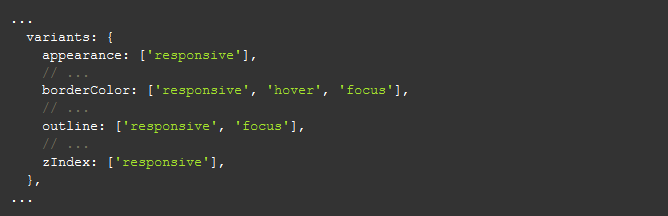 ...
  variants: {
    appearance: ['responsive'],
    // ...
    borderColor: ['responsive', 'hover', 'focus'],
    // ...
    outline: ['responsive', 'focus'],
    // ...
    zIndex: ['responsive'],
  },
...